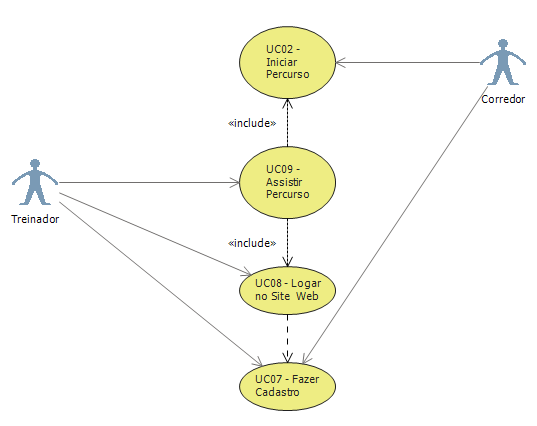 UC02 -
Iniciar
Percurso
Corredor
«include»
UC09 -
Assistir
Percurso
Treinador
«include»
UC08 - Logar
no Site Web
UC07 - Fazer
Cadastro